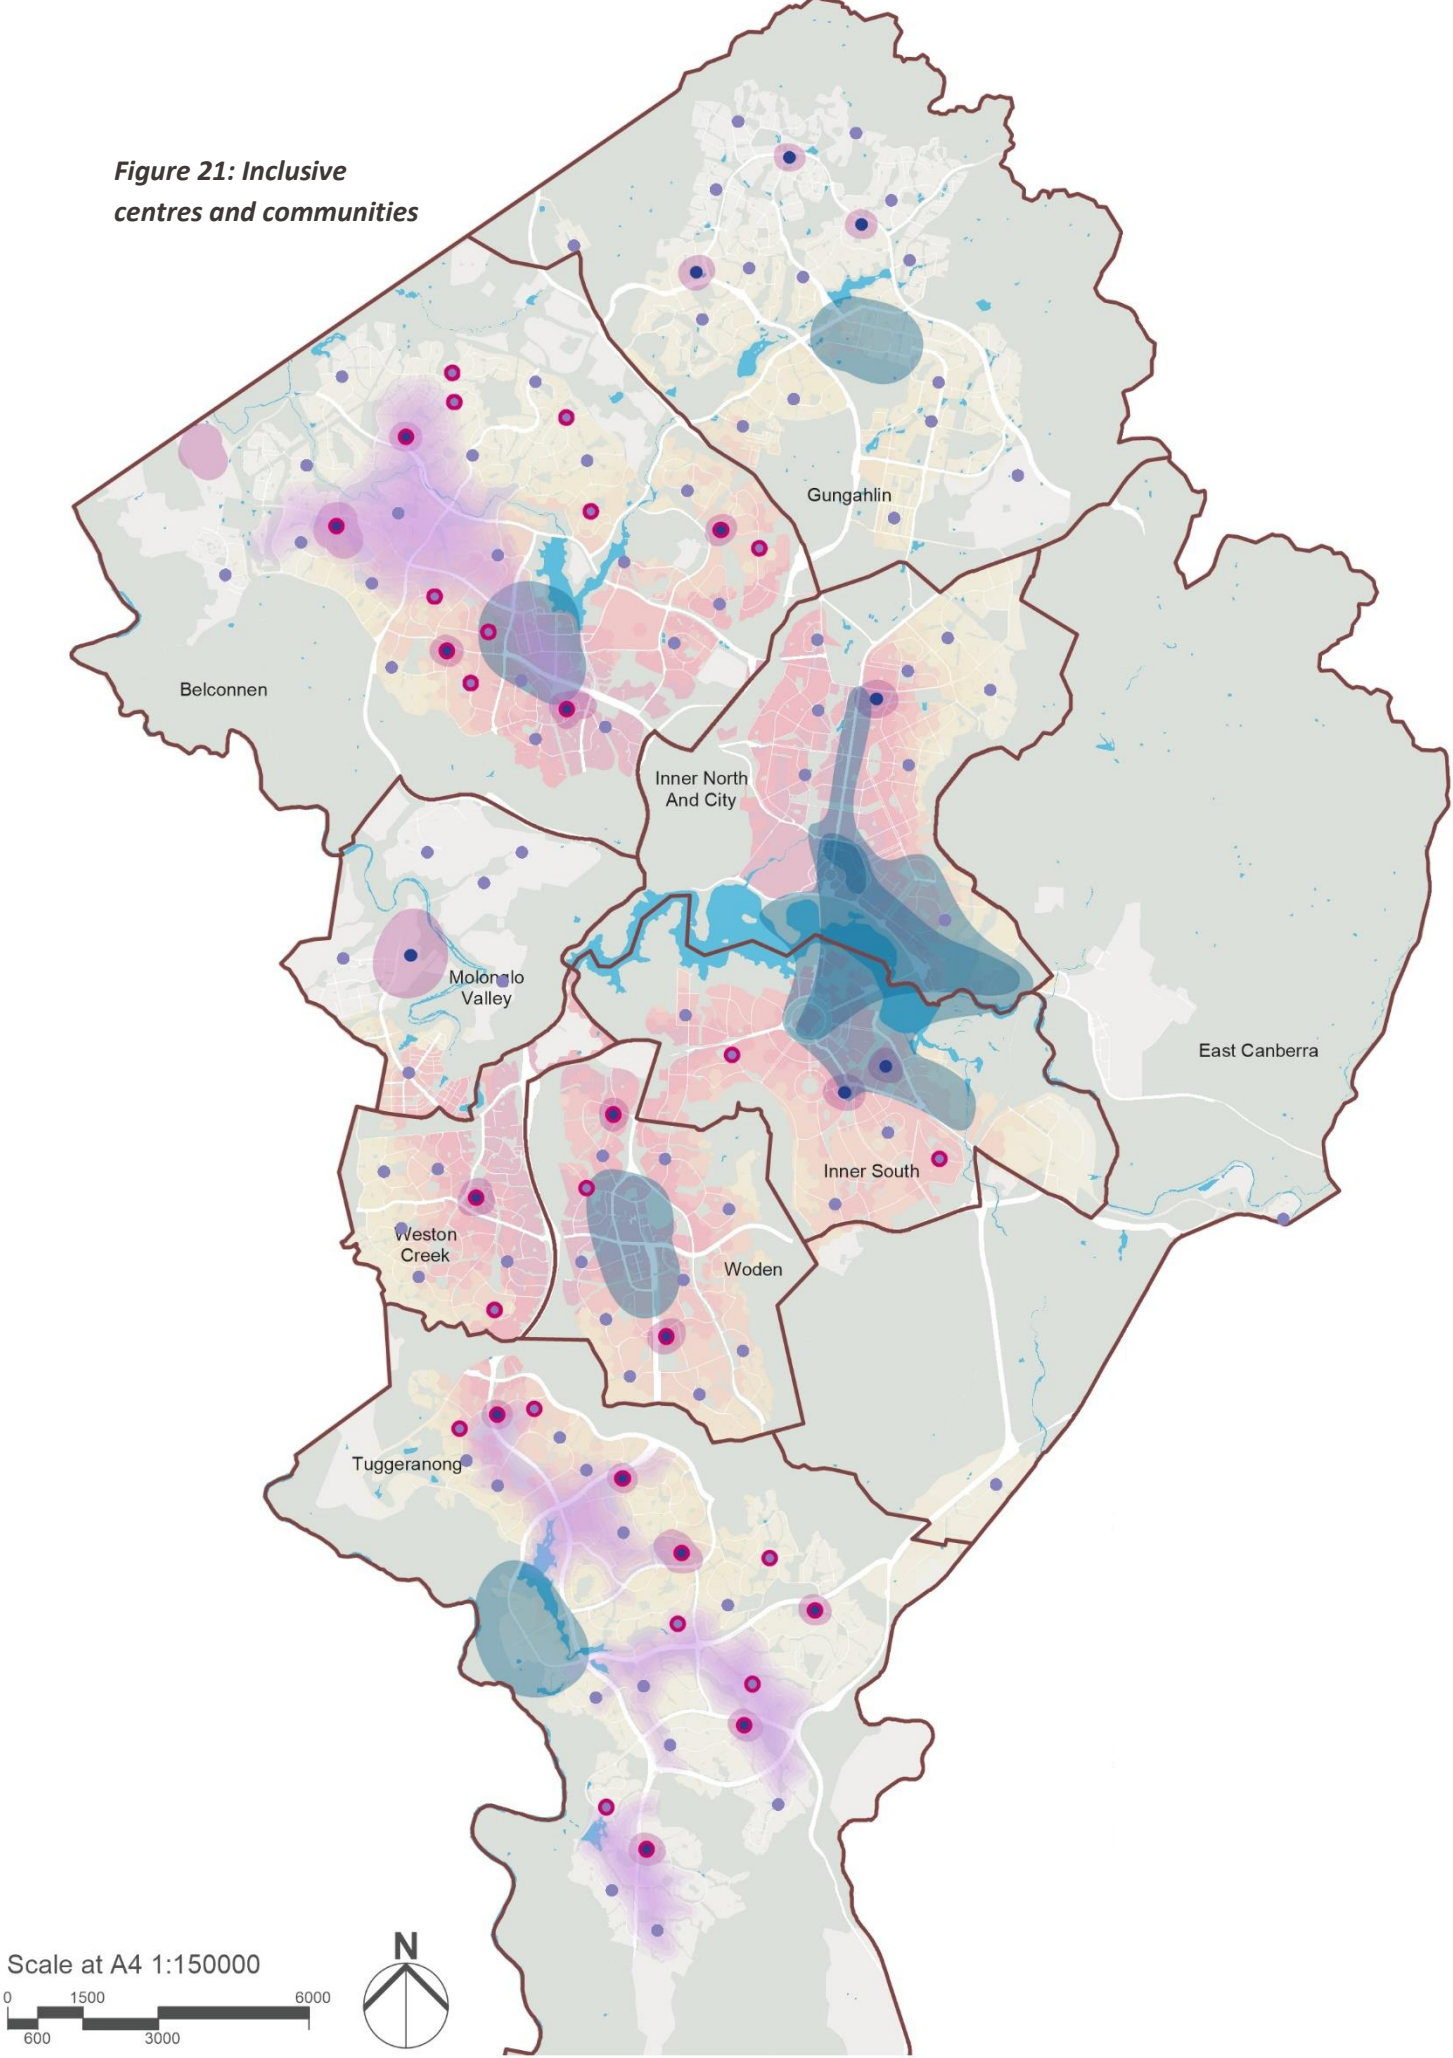 Figure 21: Inclusive
centres and communities
Gungahlin
Belconnen
Inner North
And City
Molonglo
Valley
East Canberra
Inner South
Weston
Creek
Woden
Tuggeranong
N
Scale at A4 1:150000
0 1500 6000
600 3000